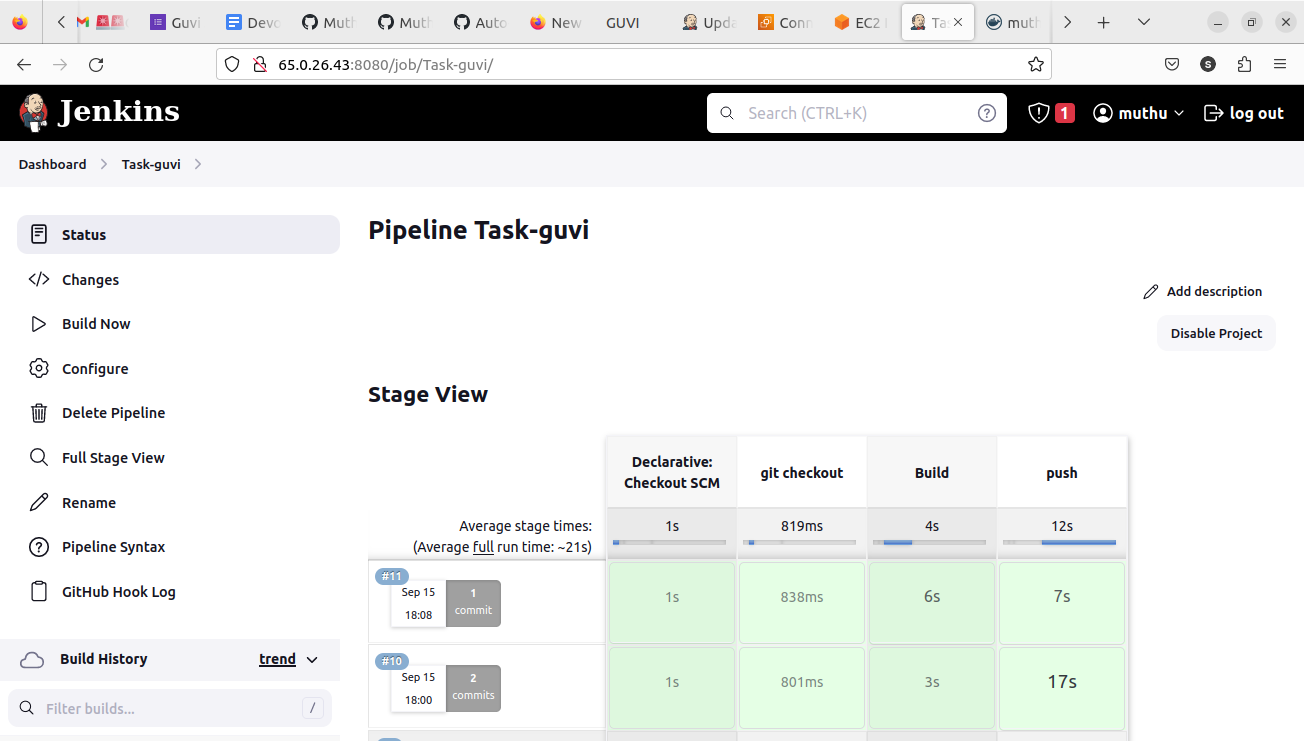 Guvi
Devo
Muth
Muth
Auto
New
GUVI
Upda
Conn
EC2
Tas
muth
65.0.26.43:8080/job/Task-guvi/
S
Jenkins
Search (CTRL+K)
?
1
muthu
log out
Dashboard
Task-guvi
Status
Changes
Build Now
Configure
Delete Pipeline
Full Stage View
Rename
Pipeline Syntax
GitHub Hook Log
Build History
trend
Filter builds...
/
Pipeline Task-guvi
Add description
Disable Project
Stage View
Declarative:
Checkout SCM
git checkout
Build
push
Average stage times:
(Average full run time: ~21s)
1s
819ms
4s
12s
#11
Sep 15
18:08
1
commit
1s
838ms
6s
7s
#10
Sep 15
18:00
2
commits
1s
801ms
3s
17s